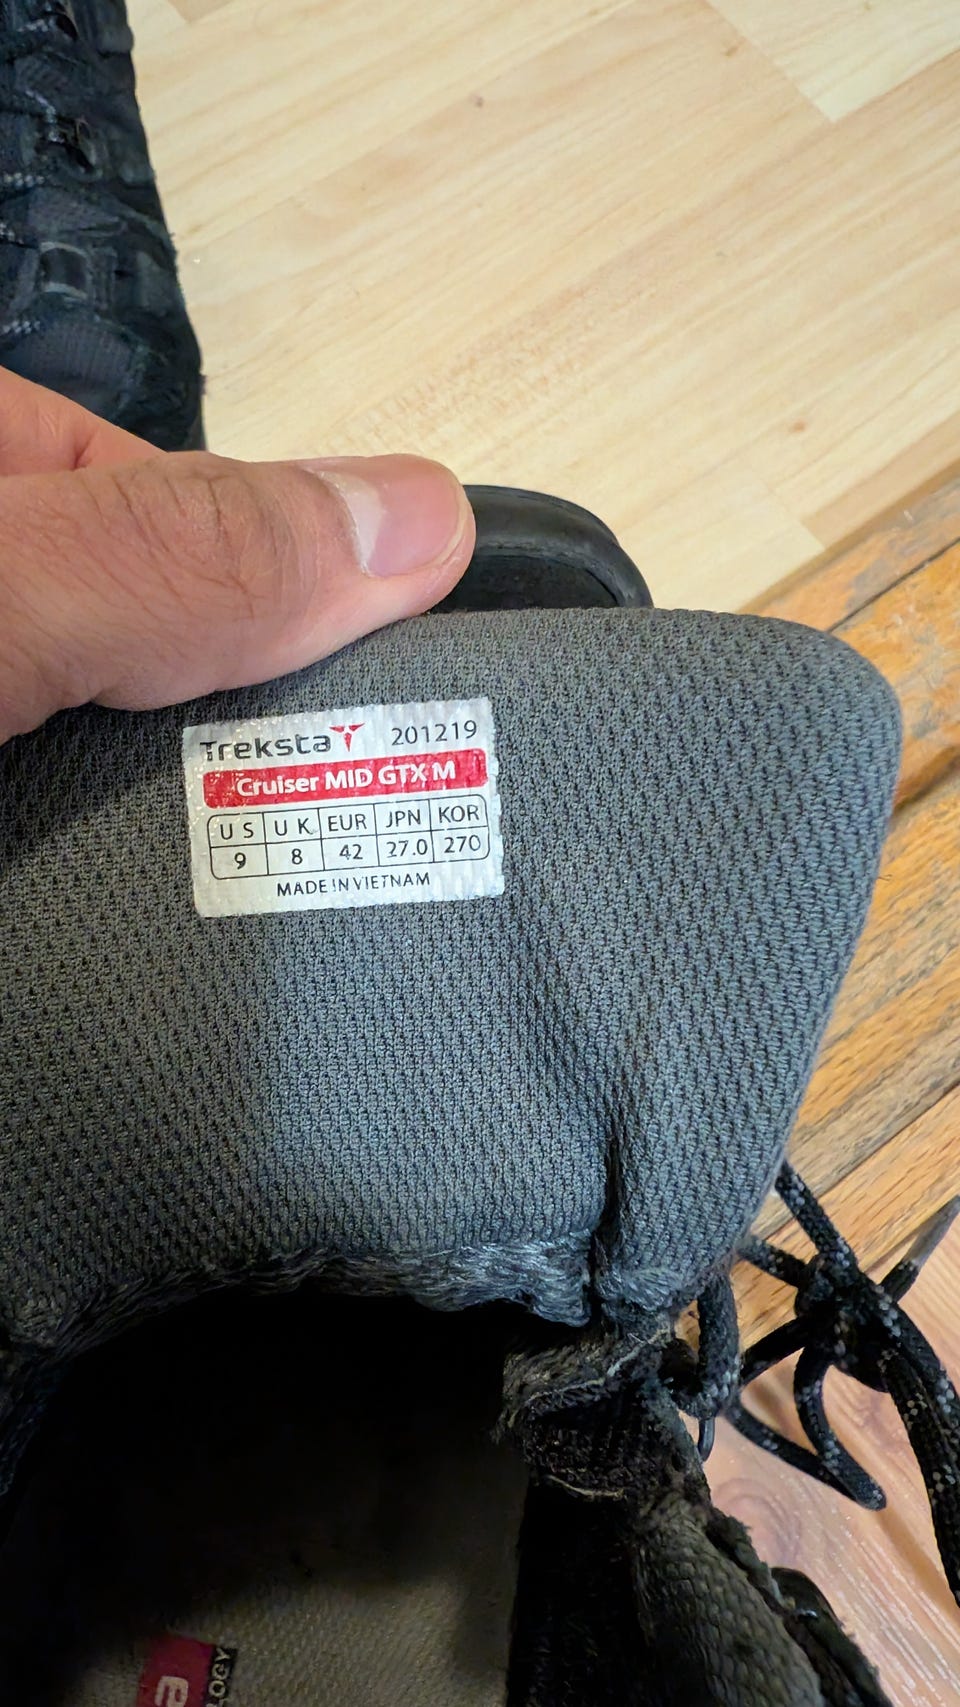 Treksta 201219
Cruiser MID GTX M
US UK EUR JPN KOR
9 8 42 27.0 270
MADE IN VIETNAM